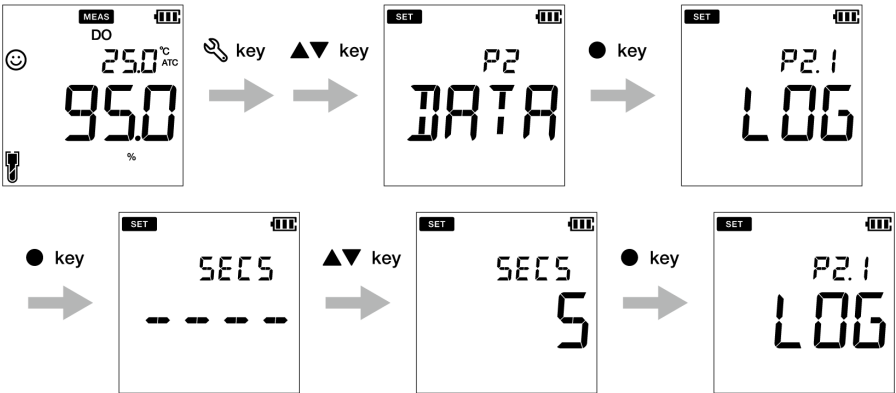 MEAS
DO
25.0 °C
ATC
95.0
%
key
key
SET
P2
DATA
key
SET
P2.1
LOG
key
SET
SECS
----
key
SET
SECS
5
key
SET
P2.1
LOG